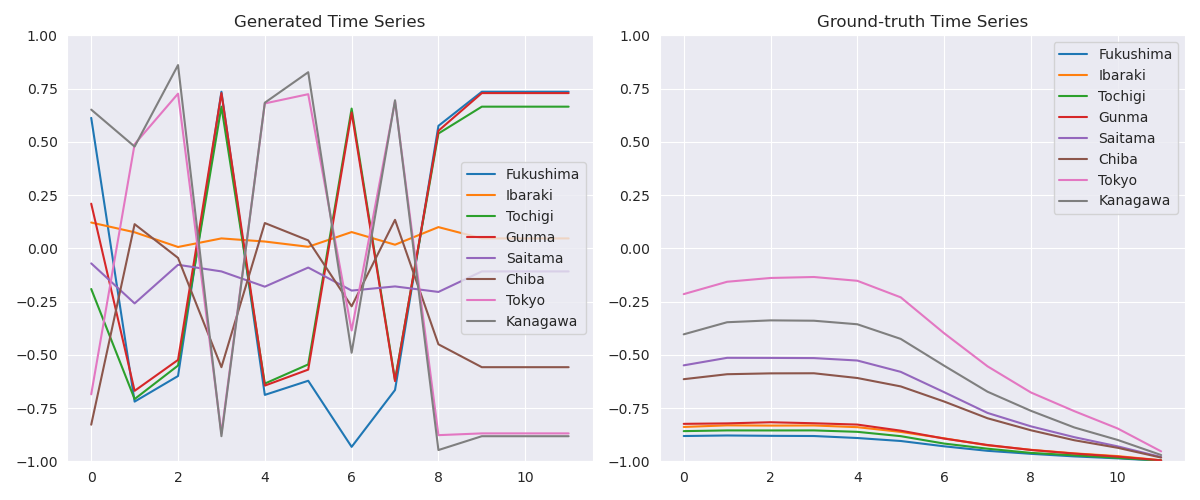 Generated Time Series
1.00
0.75
0.50
0.25
0.00
−0.25
−0.50
−0.75
−1.00
0 2 4 6 8 10
Fukushima
Ibaraki
Tochigi
Gunma
Saitama
Chiba
Tokyo
Kanagawa
Ground-truth Time Series
1.00
0.75
0.50
0.25
0.00
−0.25
−0.50
−0.75
−1.00
0 2 4 6 8 10
Fukushima
Ibaraki
Tochigi
Gunma
Saitama
Chiba
Tokyo
Kanagawa